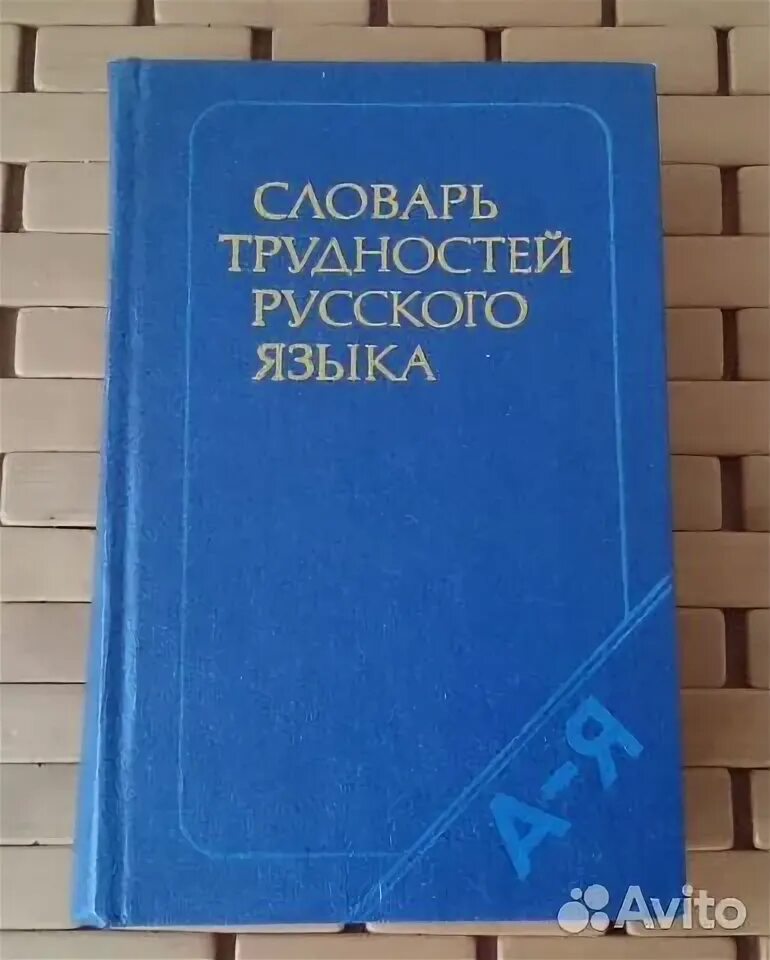 СЛОВАРЬ
ТРУДНОСТЕЙ
РУССКОГО
ЯЗЫКА
А-Я
Avito